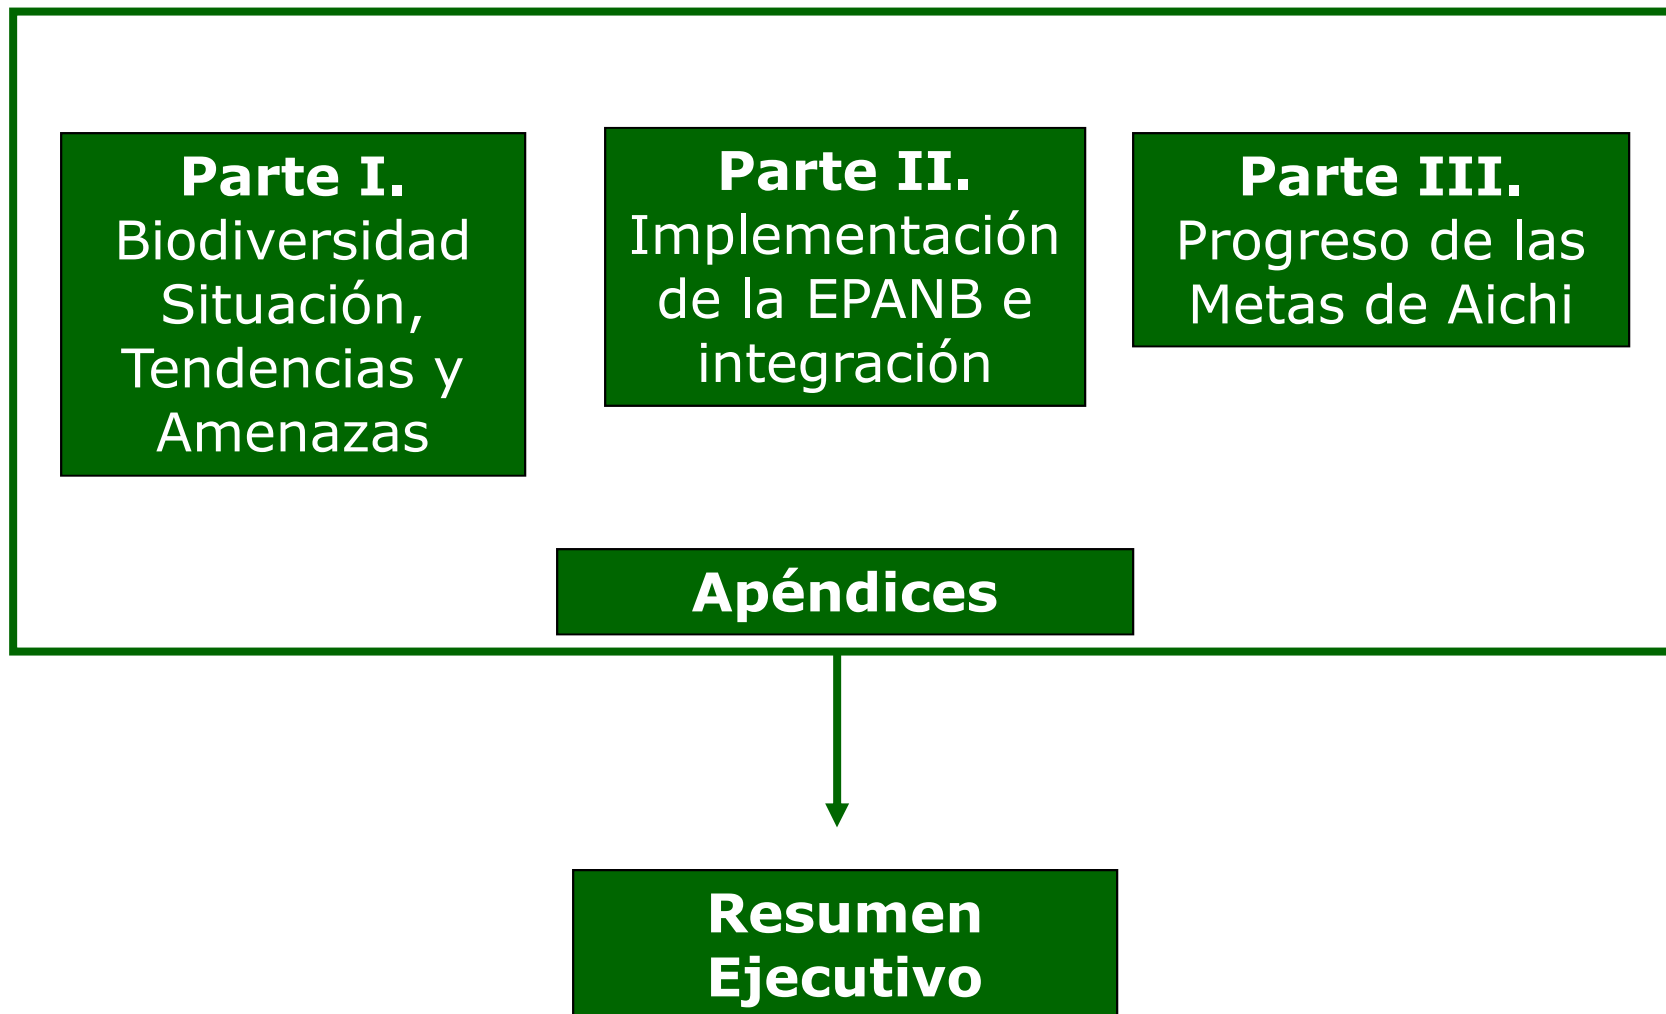 Parte I.
Biodiversidad
Situación,
Tendencias y
Amenazas
Parte II.
Implementación
de la EPANB e
integración
Parte III.
Progreso de las
Metas de Aichi
Apéndices
Resumen
Ejecutivo